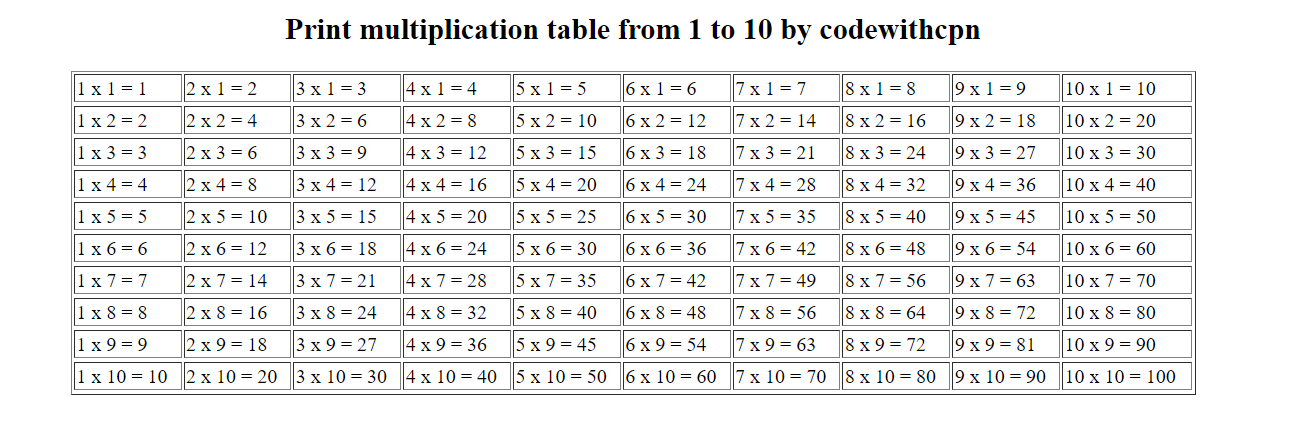 Print multiplication table from 1 to 10 by codewithcpn
1 x 1 = 1 2 x 1 = 2 3 x 1 = 3 4 x 1 = 4 5 x 1 = 5 6 x 1 = 6 7 x 1 = 7 8 x 1 = 8 9 x 1 = 9 10 x 1 = 10
1 x 2 = 2 2 x 2 = 4 3 x 2 = 6 4 x 2 = 8 5 x 2 = 10 6 x 2 = 12 7 x 2 = 14 8 x 2 = 16 9 x 2 = 18 10 x 2 = 20
1 x 3 = 3 2 x 3 = 6 3 x 3 = 9 4 x 3 = 12 5 x 3 = 15 6 x 3 = 18 7 x 3 = 21 8 x 3 = 24 9 x 3 = 27 10 x 3 = 30
1 x 4 = 4 2 x 4 = 8 3 x 4 = 12 4 x 4 = 16 5 x 4 = 20 6 x 4 = 24 7 x 4 = 28 8 x 4 = 32 9 x 4 = 36 10 x 4 = 40
1 x 5 = 5 2 x 5 = 10 3 x 5 = 15 4 x 5 = 20 5 x 5 = 25 6 x 5 = 30 7 x 5 = 35 8 x 5 = 40 9 x 5 = 45 10 x 5 = 50
1 x 6 = 6 2 x 6 = 12 3 x 6 = 18 4 x 6 = 24 5 x 6 = 30 6 x 6 = 36 7 x 6 = 42 8 x 6 = 48 9 x 6 = 54 10 x 6 = 60
1 x 7 = 7 2 x 7 = 14 3 x 7 = 21 4 x 7 = 28 5 x 7 = 35 6 x 7 = 42 7 x 7 = 49 8 x 7 = 56 9 x 7 = 63 10 x 7 = 70
1 x 8 = 8 2 x 8 = 16 3 x 8 = 24 4 x 8 = 32 5 x 8 = 40 6 x 8 = 48 7 x 8 = 56 8 x 8 = 64 9 x 8 = 72 10 x 8 = 80
1 x 9 = 9 2 x 9 = 18 3 x 9 = 27 4 x 9 = 36 5 x 9 = 45 6 x 9 = 54 7 x 9 = 63 8 x 9 = 72 9 x 9 = 81 10 x 9 = 90
1 x 10 = 10 2 x 10 = 20 3 x 10 = 30 4 x 10 = 40 5 x 10 = 50 6 x 10 = 60 7 x 10 = 70 8 x 10 = 80 9 x 10 = 90 10 x 10 = 100